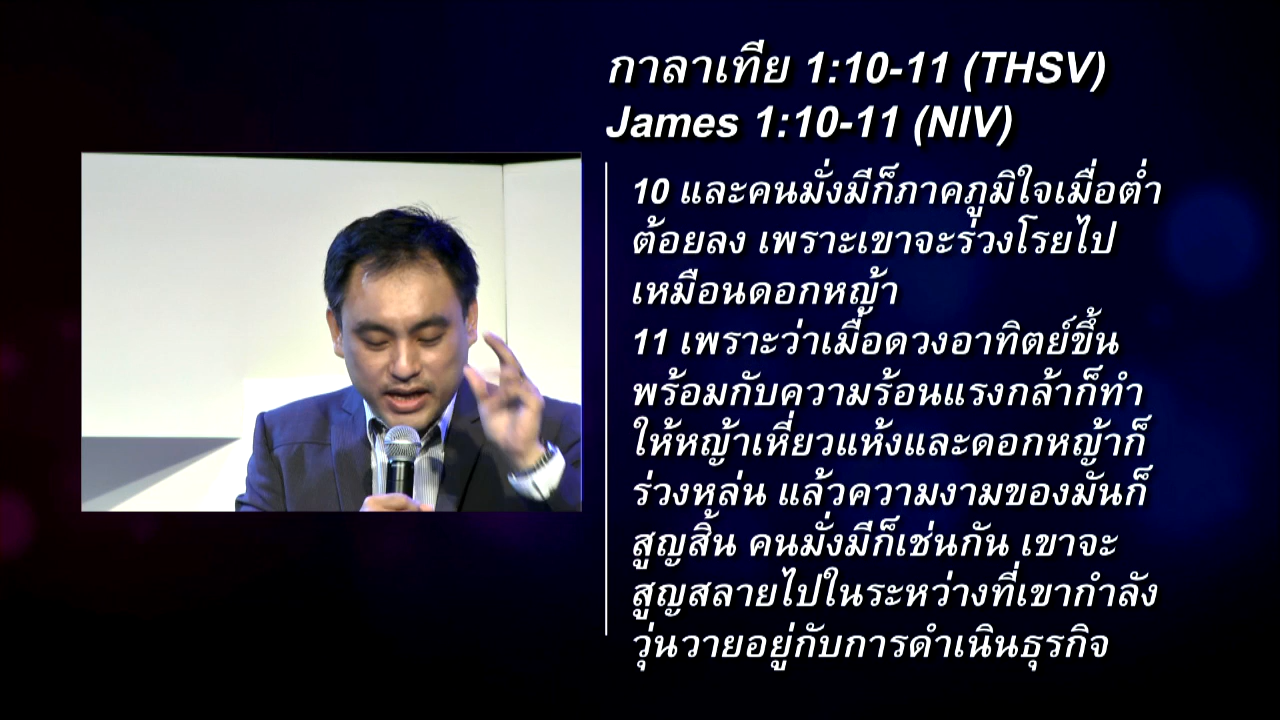 กาลาเทีย 1:10-11 (THSV)
James 1:10-11 (NIV)
10 และคนมั่งมีก็ภาคภูมิใจเมื่อต่ำ
ต้อยลง เพราะเขาจะร่วงโรยไป
เหมือนดอกหญ้า
11 เพราะว่าเมื่อดวงอาทิตย์ขึ้น
พร้อมกับความร้อนแรงกล้าก็ทำ
ให้หญ้าเหี่ยวแห้งและดอกหญ้าก็
ร่วงหล่น แล้วความงามของมันก็
สูญสิ้น คนมั่งมีก็เช่นกัน เขาจะ
สูญสลายไปในระหว่างที่เขากำลัง
วุ่นวายอยู่กับการดำเนินธุรกิจ